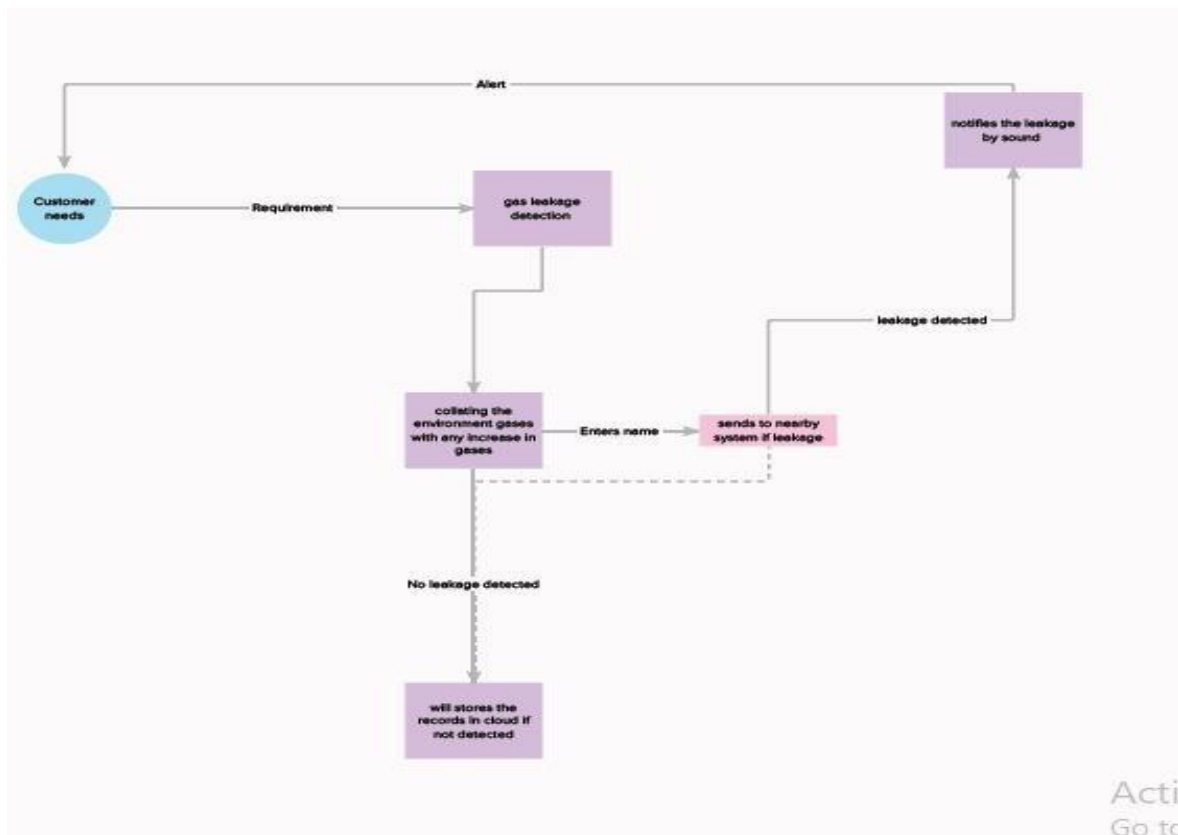 Alert
notifies the leakage
by sound
Customer
needs
Requirement
gas leakage
detection
leakage detected
collating the
environment gases
with any increase in
gases
Enters name
sends to nearby
system if leakage
No leakage detected
will stores the
records in cloud if
not detected
Acti
Go to